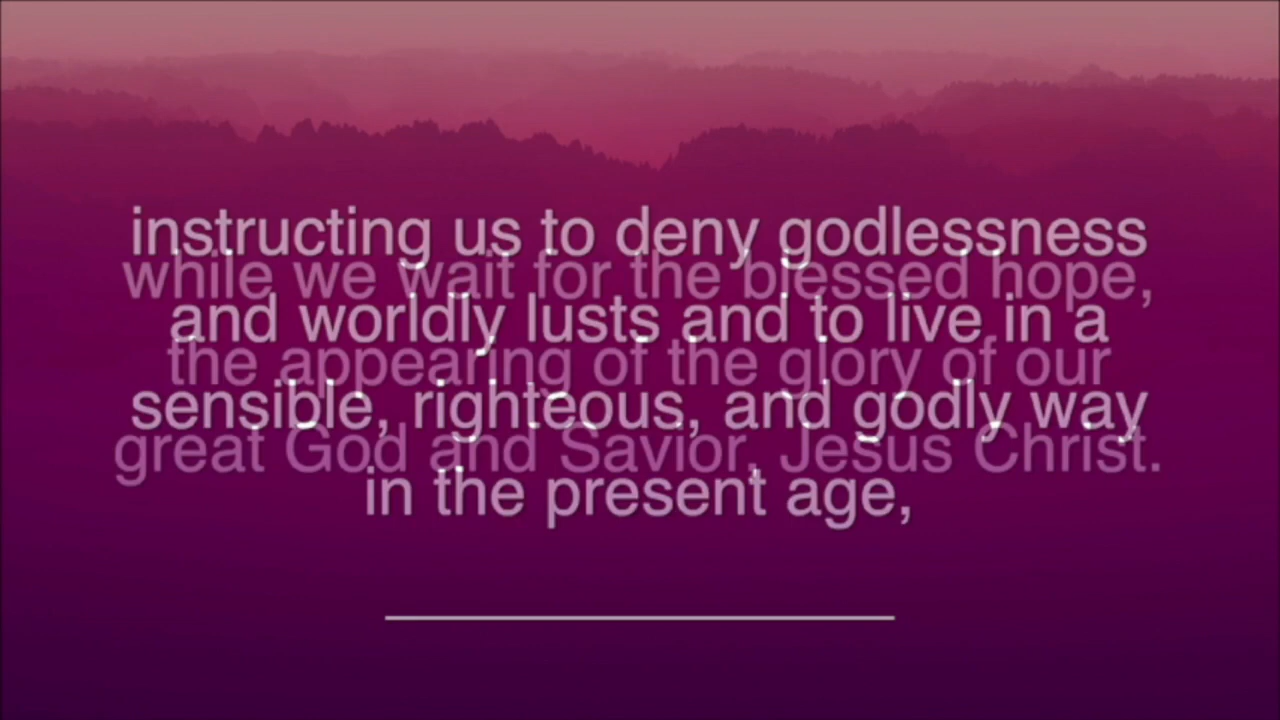 instructing us to deny godlessness
and worldly lusts and to live in a
sensible, righteous, and godly way
in the present age,
while we wait for the blessed hope,
the appearing of the glory of our
great God and Savior, Jesus Christ.